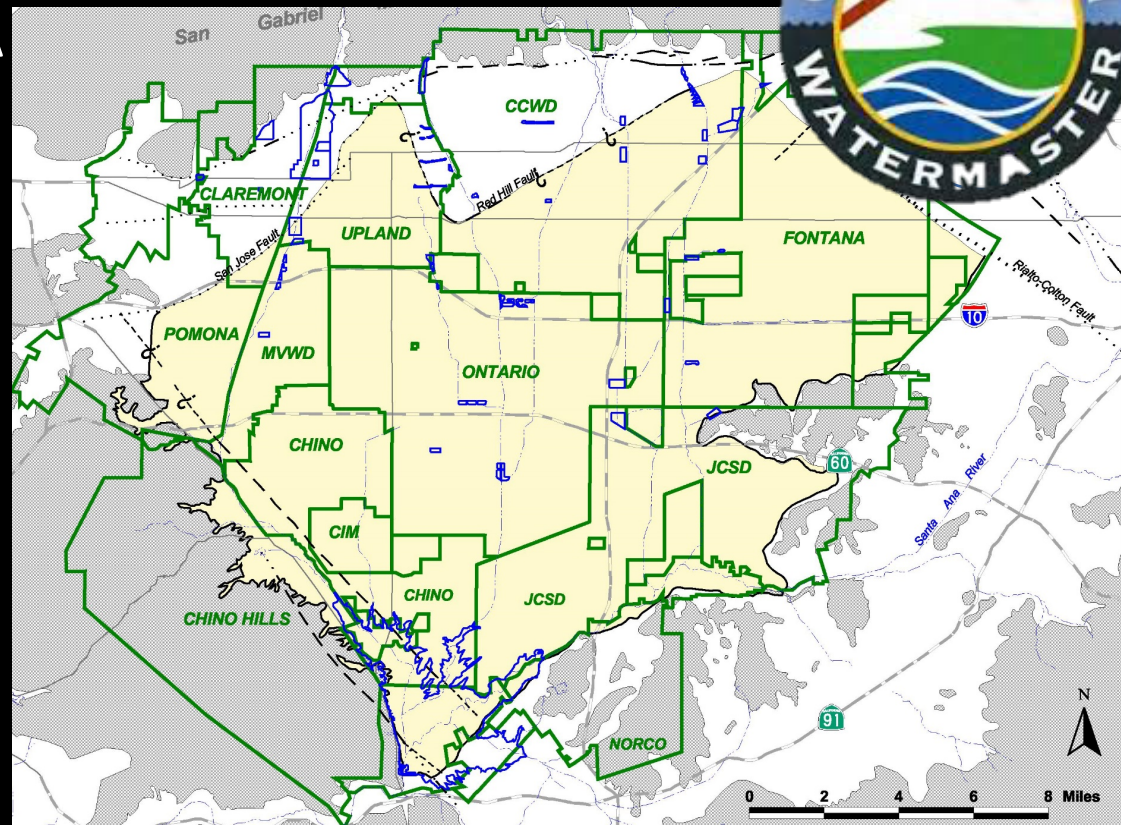 San Gabriel
WATERMASTER
CCWD
CLAREMONT
Red Hill Fault
UPLAND
FONTANA
San Jose Fault
Rialto-Colton Fault
10
POMONA
MVWD
ONTARIO
CHINO
JCSD
60
Santa Ana River
CIM
CHINO
JCSD
CHINO HILLS
N
91
NORCO
0 2 4 6 8 Miles